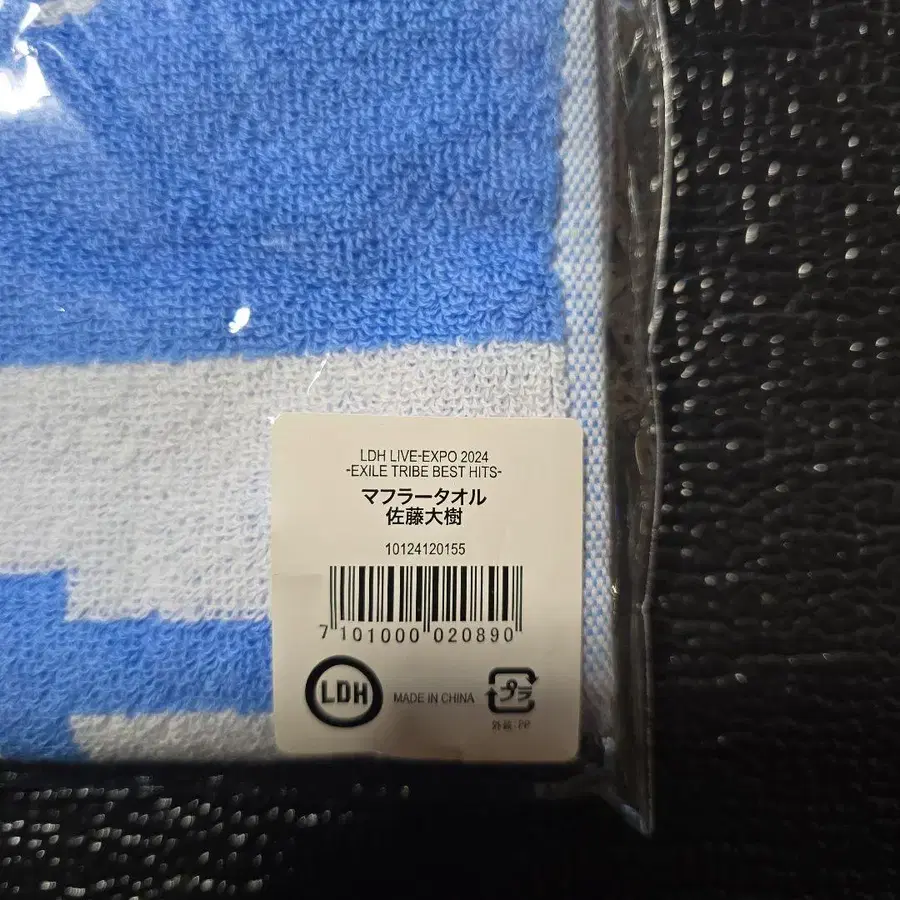 LDH LIVE-EXPO 2024
-EXILE TRIBE BEST HITS-
マフラータオル
佐藤大樹
10124120155
7 101000 020890
LDH
MADE IN CHINA
プラ
外装:PP